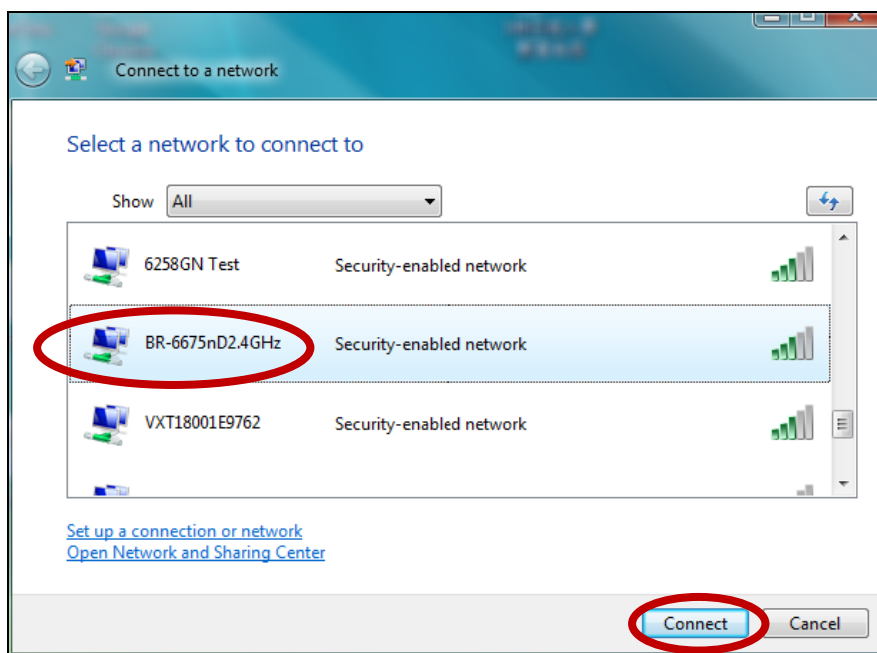 Connect to a network
Select a network to connect to
Show All
6258GN Test Security-enabled network
BR-6675nD2.4GHz Security-enabled network
VXT18001E9762 Security-enabled network
Set up a connection or network
Open Network and Sharing Center
Connect Cancel